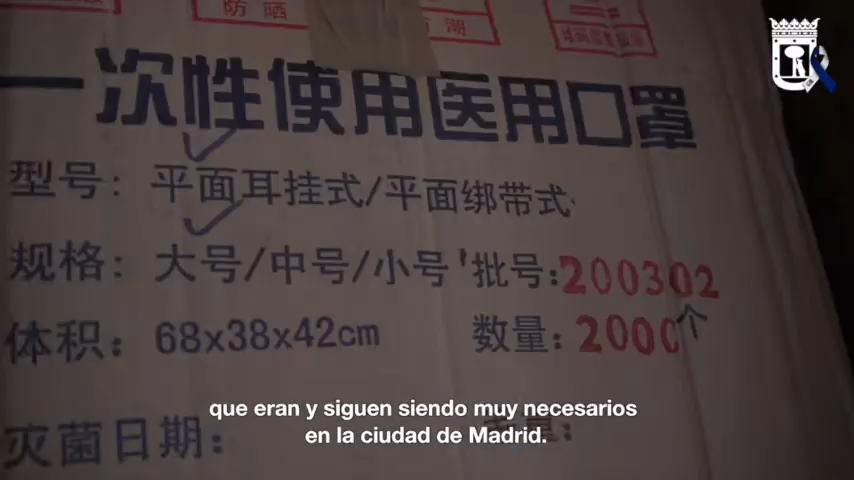 防晒
潮
一次性使用医用口罩
型号：平面耳挂式/平面绑带式
规格：大号/中号/小号 批号：200302
体积：68x38x42cm 数量：2000个
que eran y siguen siendo muy necesarios
en la ciudad de Madrid.
灭菌日期：